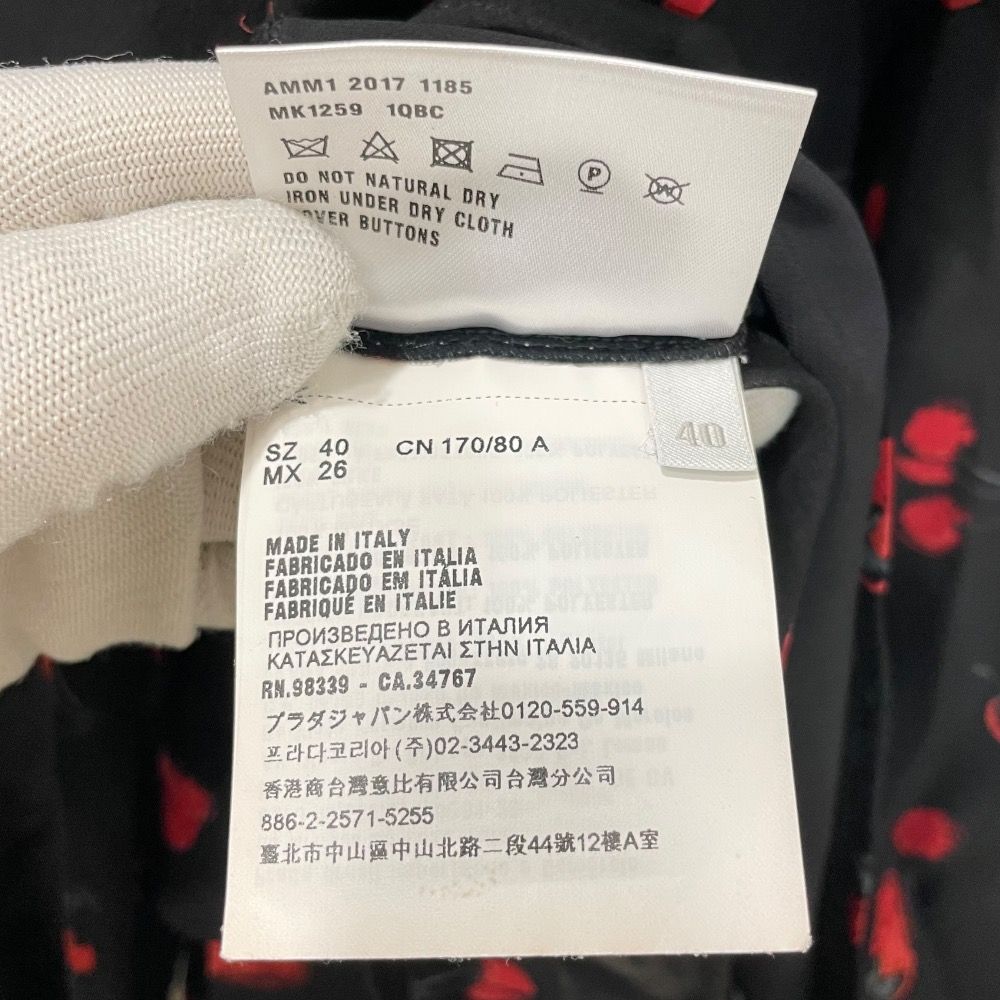 AMM1 2017 1185
MK1259 1QBC
P
W
DO NOT NATURAL DRY
IRON UNDER DRY CLOTH
BUTTONS
40
SZ 40 CN 170/80 A
MX 26
MADE IN ITALY
FABRICADO EN ITALIA
FABRICADO EM ITÁLIA
FABRIQUÉ EN ITALIE
ПРОИЗВЕДЕНО В ИТАЛИЯ
ΚΑΤΑΣΚΕΥΑΖΕΤΑΙ ΣΤΗΝ ΙΤΑΛΙΑ
RN.98339 - CA.34767
プラダジャパン株式会社0120-559-914
프라다코리아(주)02-3443-2323
香港商台灣意比有限公司台灣分公司
886-2-2571-5255
臺北市中山區中山北路二段44號12樓A室